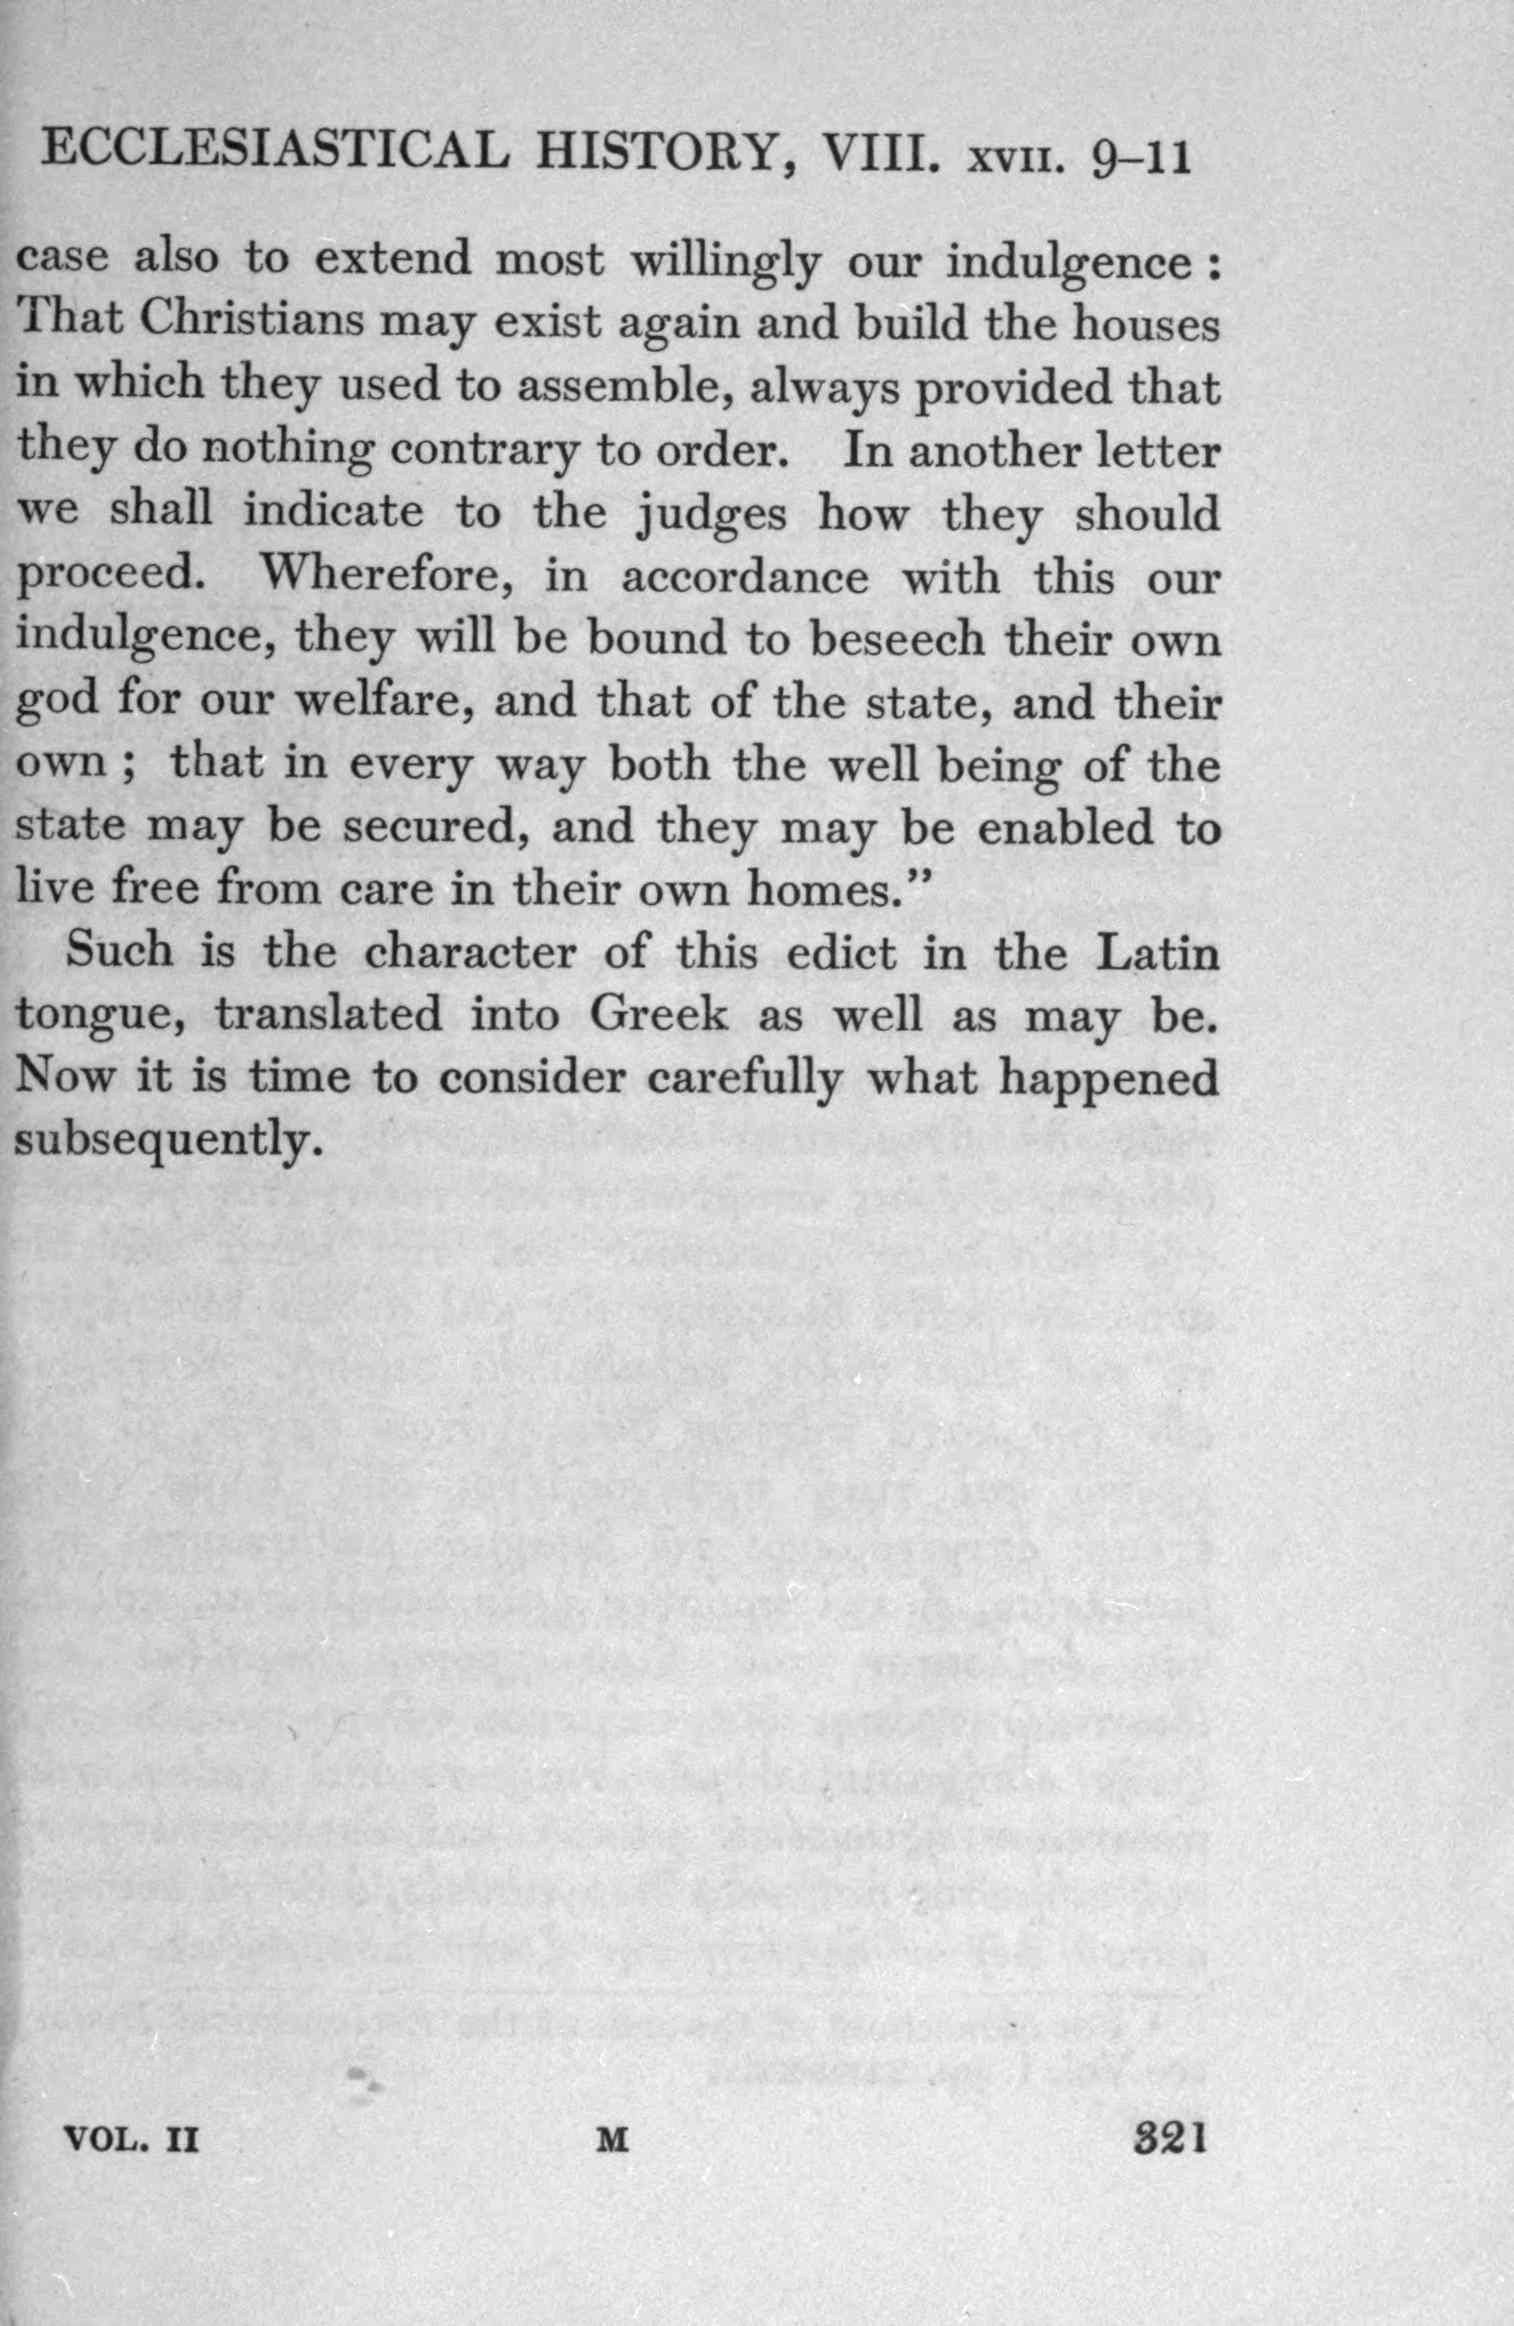 ECCLESIASTICAL HISTORY, VIII. XVII. 9–11
case also to extend most willingly our indulgence :
That Christians may exist again and build the houses
in which they used to assemble, always provided that
they do nothing contrary to order. In another letter
we shall indicate to the judges how they should
proceed. Wherefore, in accordance with this our
indulgence, they will be bound to beseech their own
god for our welfare, and that of the state, and their
own ; that in every way both the well being of the
state may be secured, and they may be enabled to
live free from care in their own homes.”
Such is the character of this edict in the Latin
tongue, translated into Greek as well as may be.
Now it is time to consider carefully what happened
subsequently.
VOL. II M 321